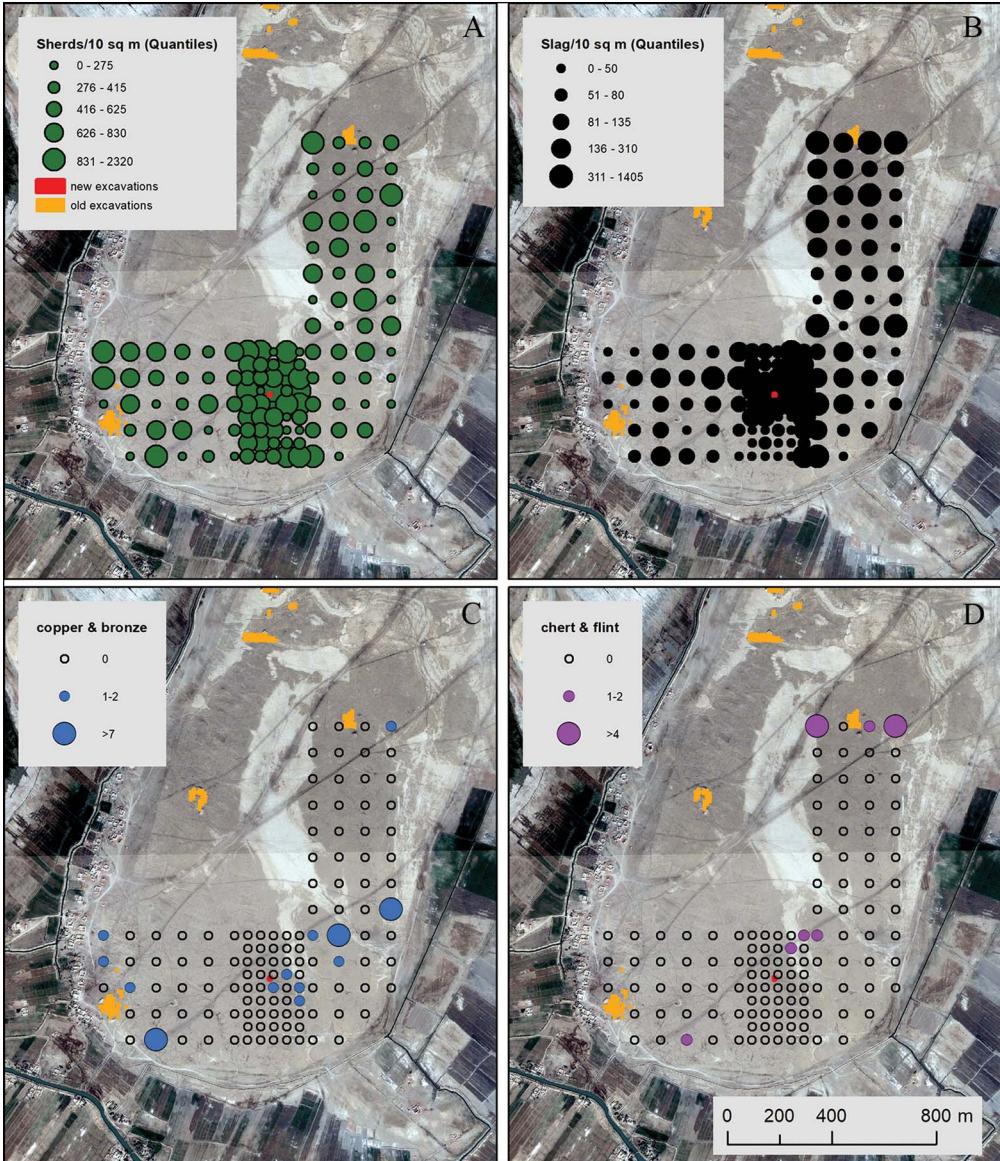 A
Sherds/10 sq m (Quantiles)
0 - 275
276 - 415
416 - 625
626 - 830
831 - 2320
new excavations
old excavations
B
Slag/10 sq m (Quantiles)
0 - 50
51 - 80
81 - 135
136 - 310
311 - 1405
C
copper & bronze
0
1-2
>7
D
chert & flint
0
1-2
>4
0 200 400 800 m